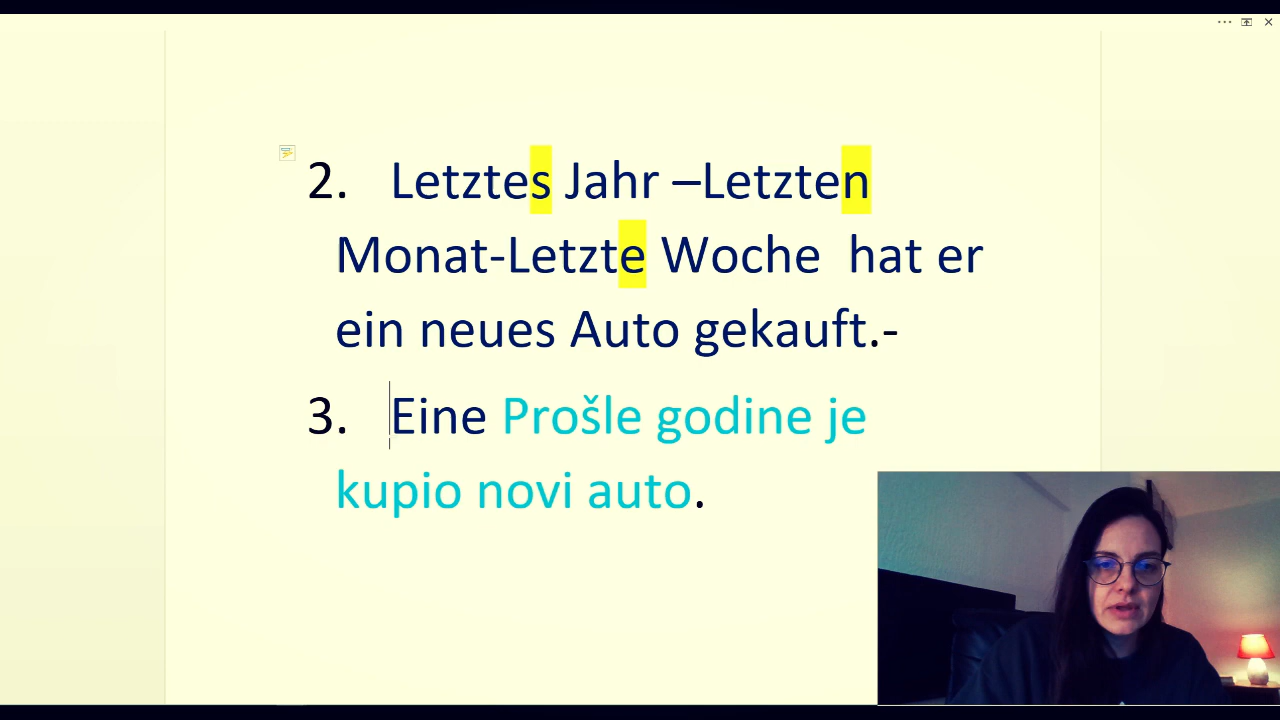 2. Letztes Jahr –Letzten
Monat-Letzte Woche  hat er
ein neues Auto gekauft.-
3. Eine Prošle godine je
kupio novi auto.